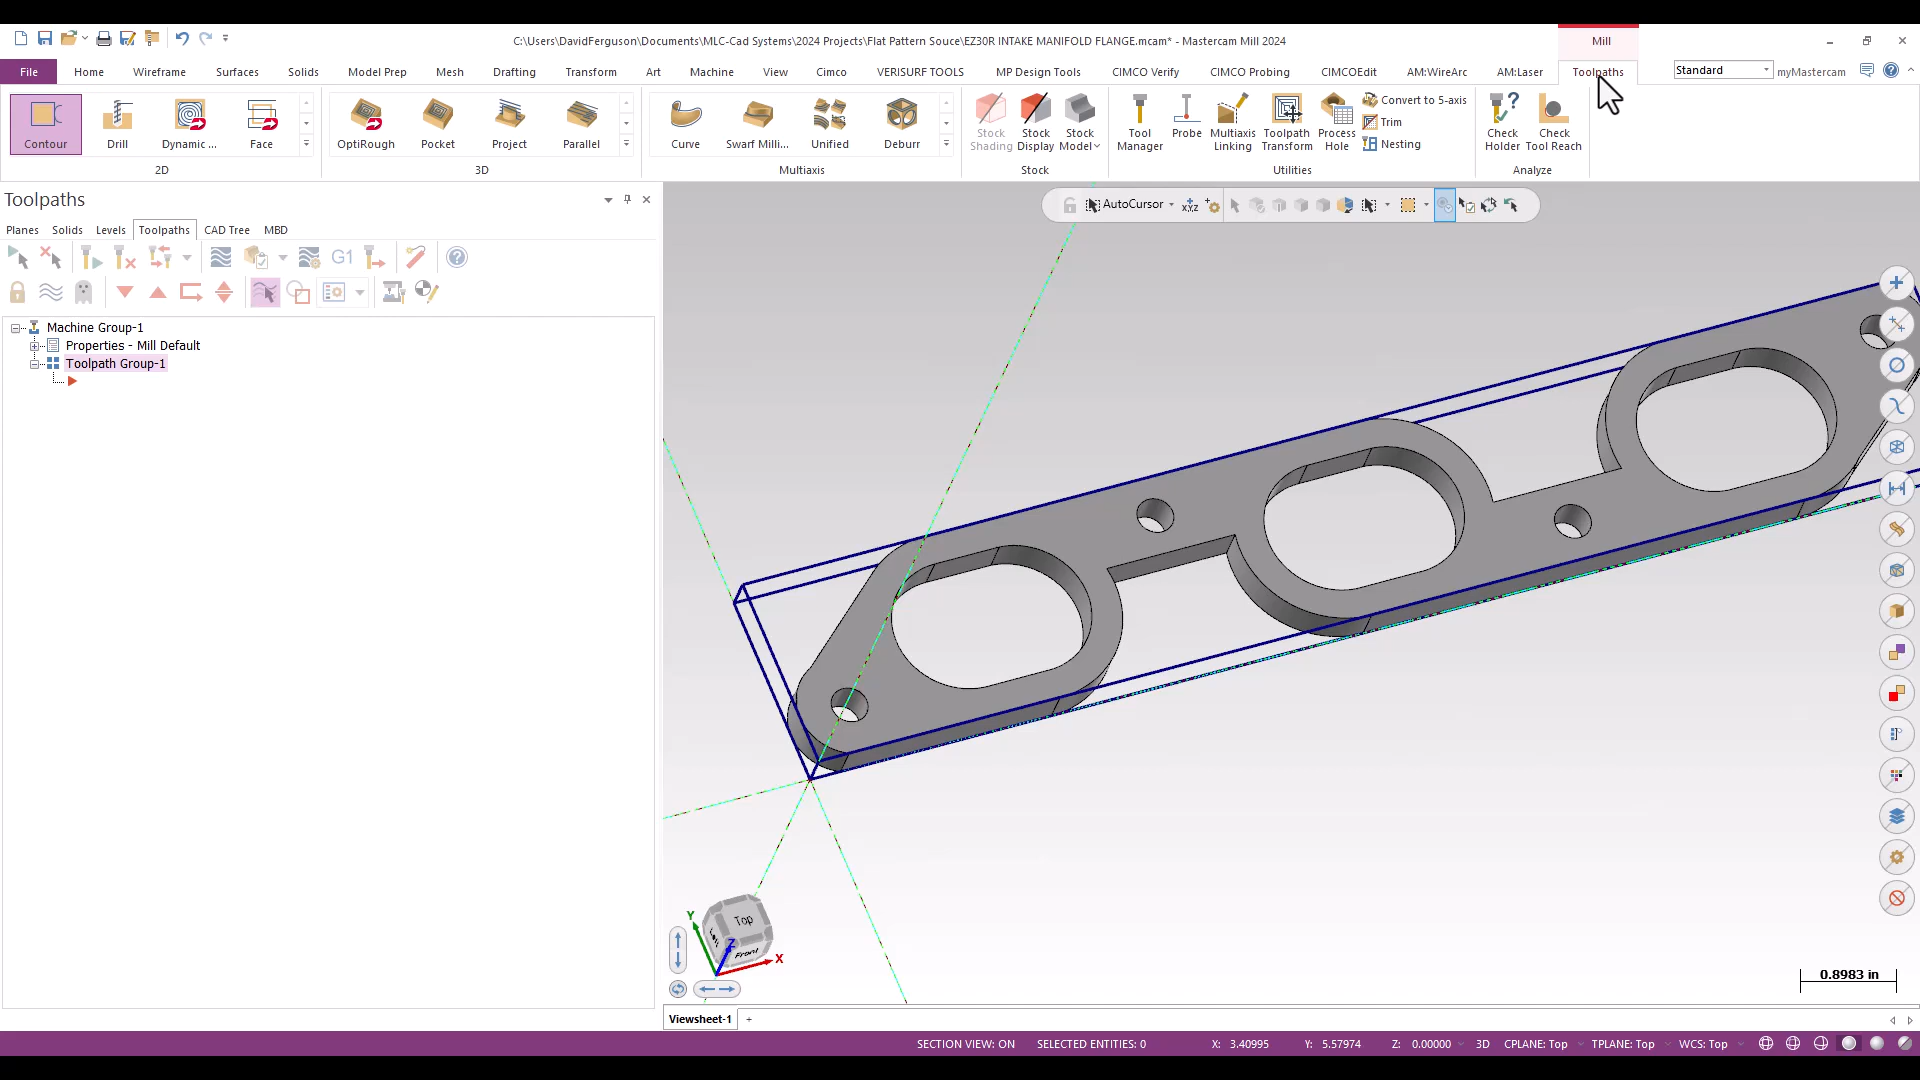 C:\Users\DavidFerguson\Documents\MLC-Cad Systems\2024 Projects\Flat Pattern Souce\EZ30R INTAKE MANIFOLD FLANGE.mcam* - Mastercam Mill 2024
Mill
File Home Wireframe Surfaces Solids Model Prep Mesh Drafting Transform Art Machine View Cimco VERISURF TOOLS MP Design Tools CIMCO Verify CIMCO Probing CIMCOEdit AM:WireArc AM:Laser Toolpaths Standard myMastercam
Contour Drill Dynamic ... Face
2D
OptiRough Pocket Project Parallel
3D
Curve Swarf Milli... Unified Deburr
Multiaxis
Stock Shading Stock Display Stock Model
Stock
Tool Manager Probe Multiaxis Linking Toolpath Transform Process Hole
Convert to 5-axis
Trim
Nesting
Utilities
Check Holder Check Tool Reach
Analyze
Toolpaths
Planes Solids Levels Toolpaths CAD Tree MBD
G1
Machine Group-1
Properties - Mill Default
Toolpath Group-1
AutoCursor
Top
Front
Y
Z
X
0.8983 in
Viewsheet-1 +
SECTION VIEW: ON SELECTED ENTITIES: 0 X: 3.40995 Y: 5.57974 Z: 0.00000 3D CPLANE: Top TPLANE: Top WCS: Top